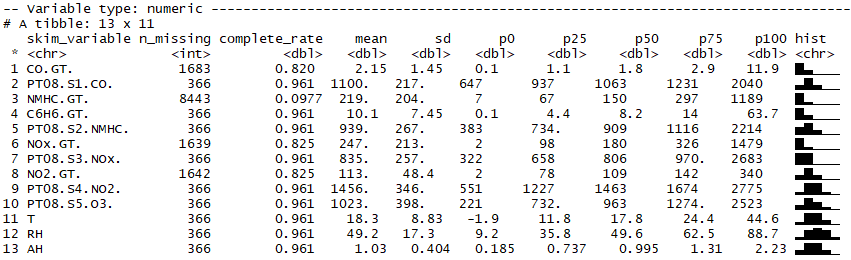 -- Variable type: numeric ------------------------------------------------------------------------------------------
# A tibble: 13 x 11
skim_variable n_missing complete_rate mean sd p0 p25 p50 p75 p100 hist
* <chr> <int> <dbl> <dbl> <dbl> <dbl> <dbl> <dbl> <dbl> <dbl> <chr>
1 CO.GT. 1683 0.820 2.15 1.45 0.1 1.1 1.8 2.9 11.9
2 PT08.S1.CO. 366 0.961 1100. 217. 647 937 1063 1231 2040
3 NMHC.GT. 8443 0.0977 219. 204. 7 67 150 297 1189
4 C6H6.GT. 366 0.961 10.1 7.45 0.1 4.4 8.2 14 63.7
5 PT08.S2.NMHC. 366 0.961 939. 267. 383 734. 909 1116 2214
6 NOx.GT. 1639 0.825 247. 213. 2 98 180 326 1479
7 PT08.S3.NOx. 366 0.961 835. 257. 322 658 806 970. 2683
8 NO2.GT. 1642 0.825 113. 48.4 2 78 109 142 340
9 PT08.S4.NO2. 366 0.961 1456. 346. 551 1227 1463 1674 2775
10 PT08.S5.O3. 366 0.961 1023. 398. 221 732. 963 1274. 2523
11 T 366 0.961 18.3 8.83 -1.9 11.8 17.8 24.4 44.6
12 RH 366 0.961 49.2 17.3 9.2 35.8 49.6 62.5 88.7
13 AH 366 0.961 1.03 0.404 0.185 0.737 0.995 1.31 2.23